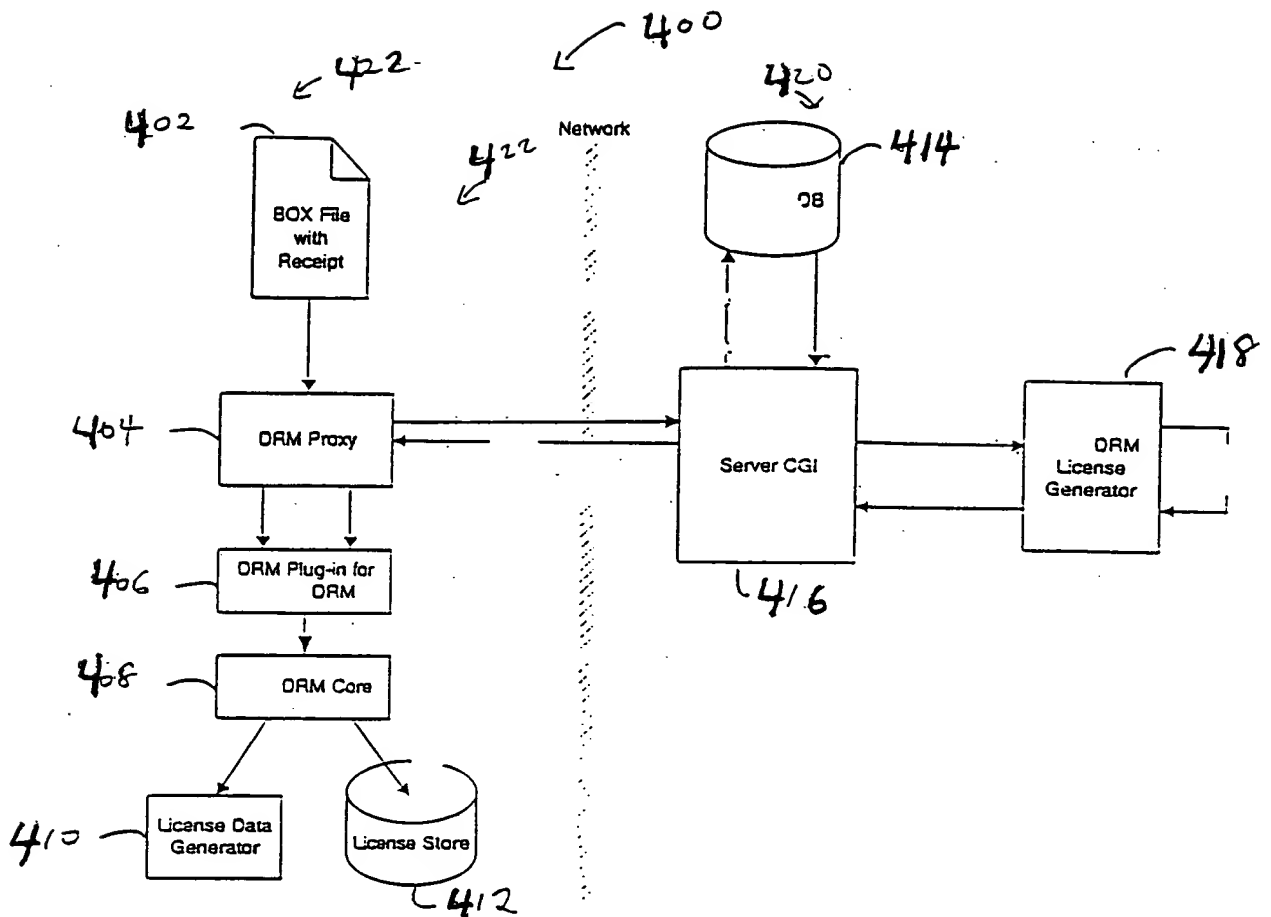 400
422
420
402
Network
422
414
BOX File
with
Receipt
DB
418
404
DRM Proxy
Server CGI
DRM
License
Generator
406
DRM Plug-in for
DRM
416
408
DRM Core
410
License Data
Generator
License Store
412